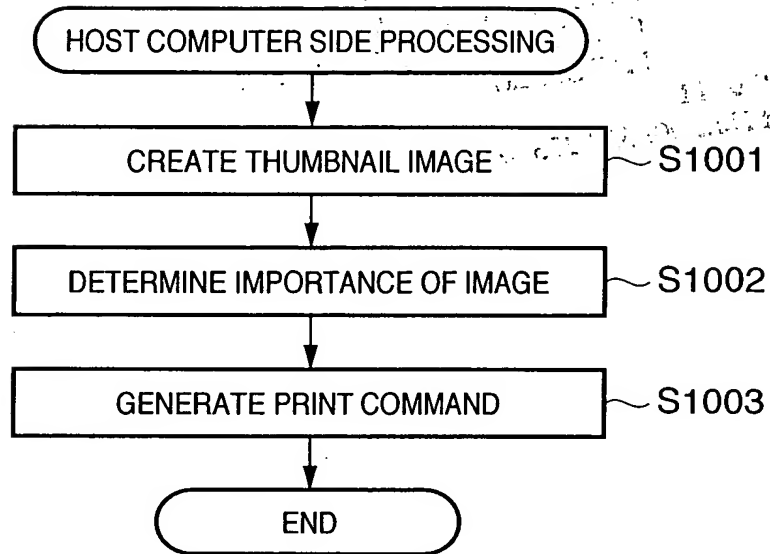 HOST COMPUTER SIDE PROCESSING
CREATE THUMBNAIL IMAGE
S1001
DETERMINE IMPORTANCE OF IMAGE
S1002
GENERATE PRINT COMMAND
S1003
END